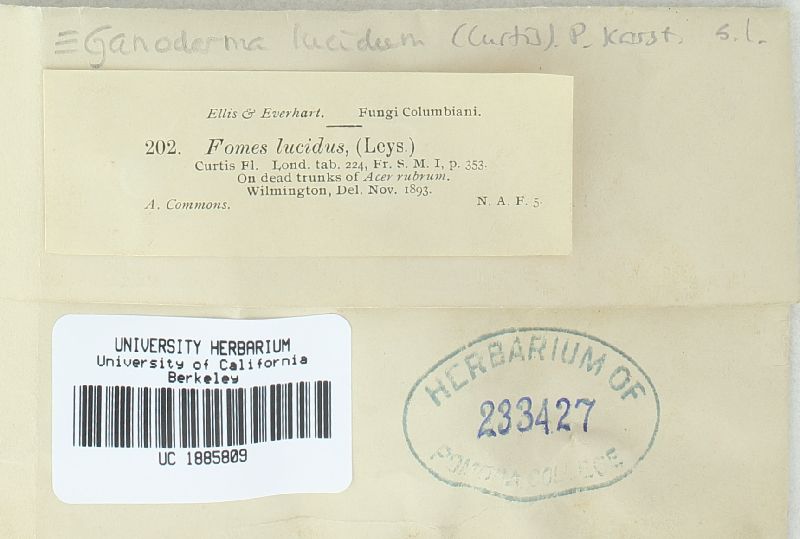 ≡ Ganoderma lucidum (Curtis). P. Karst. s.l.
Ellis & Everhart. Fungi Columbiani.
202. Fomes lucidus, (Leys.)
Curtis Fl. Lond. tab. 224, Fr. S. M. I, p. 353.
On dead trunks of Acer rubrum.
Wilmington, Del. Nov. 1893.
A. Commons. N. A. F. 5.
UNIVERSITY HERBARIUM
University of California
Berkeley
UC 1885809
HERBARIUM OF
233427
POMONA COLLEGE